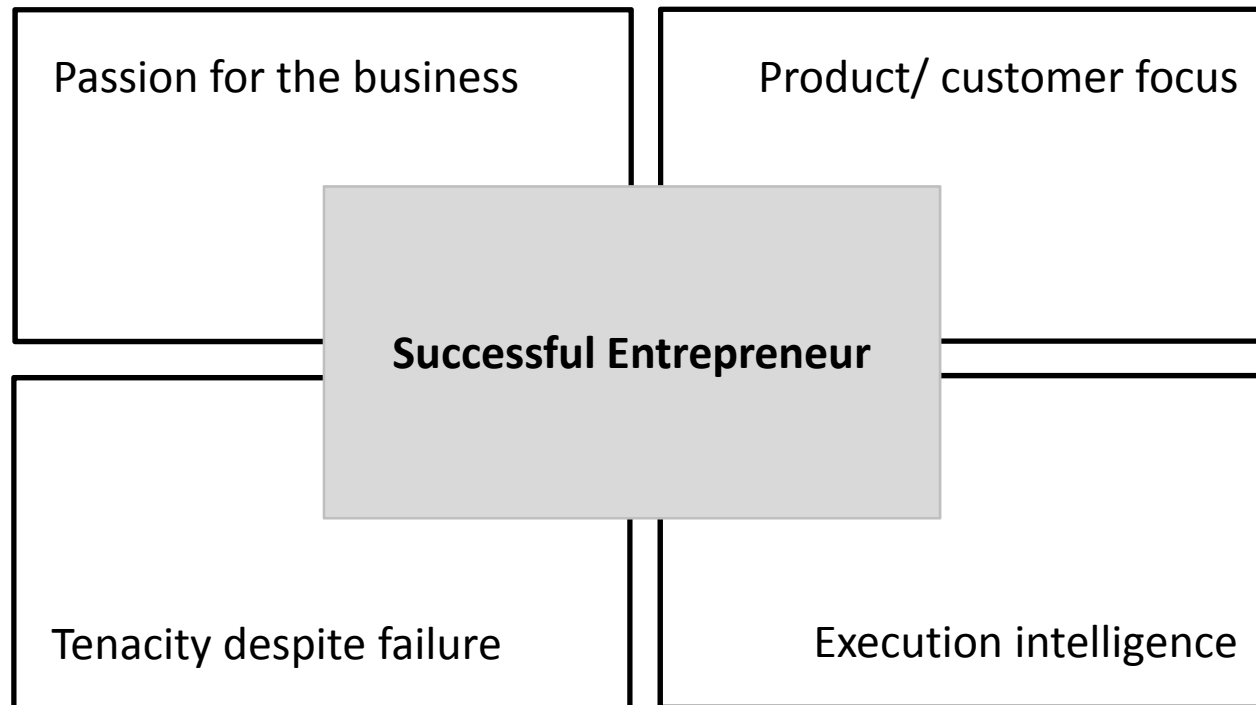 Passion for the business
Product/ customer focus
Successful Entrepreneur
Tenacity despite failure
Execution intelligence